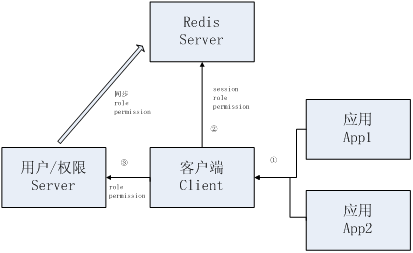 Redis
Server
同步
role
permission
session
role
permission
②
用户/权限
Server
③
role
permission
客户端
Client
①
应用
App1
应用
App2